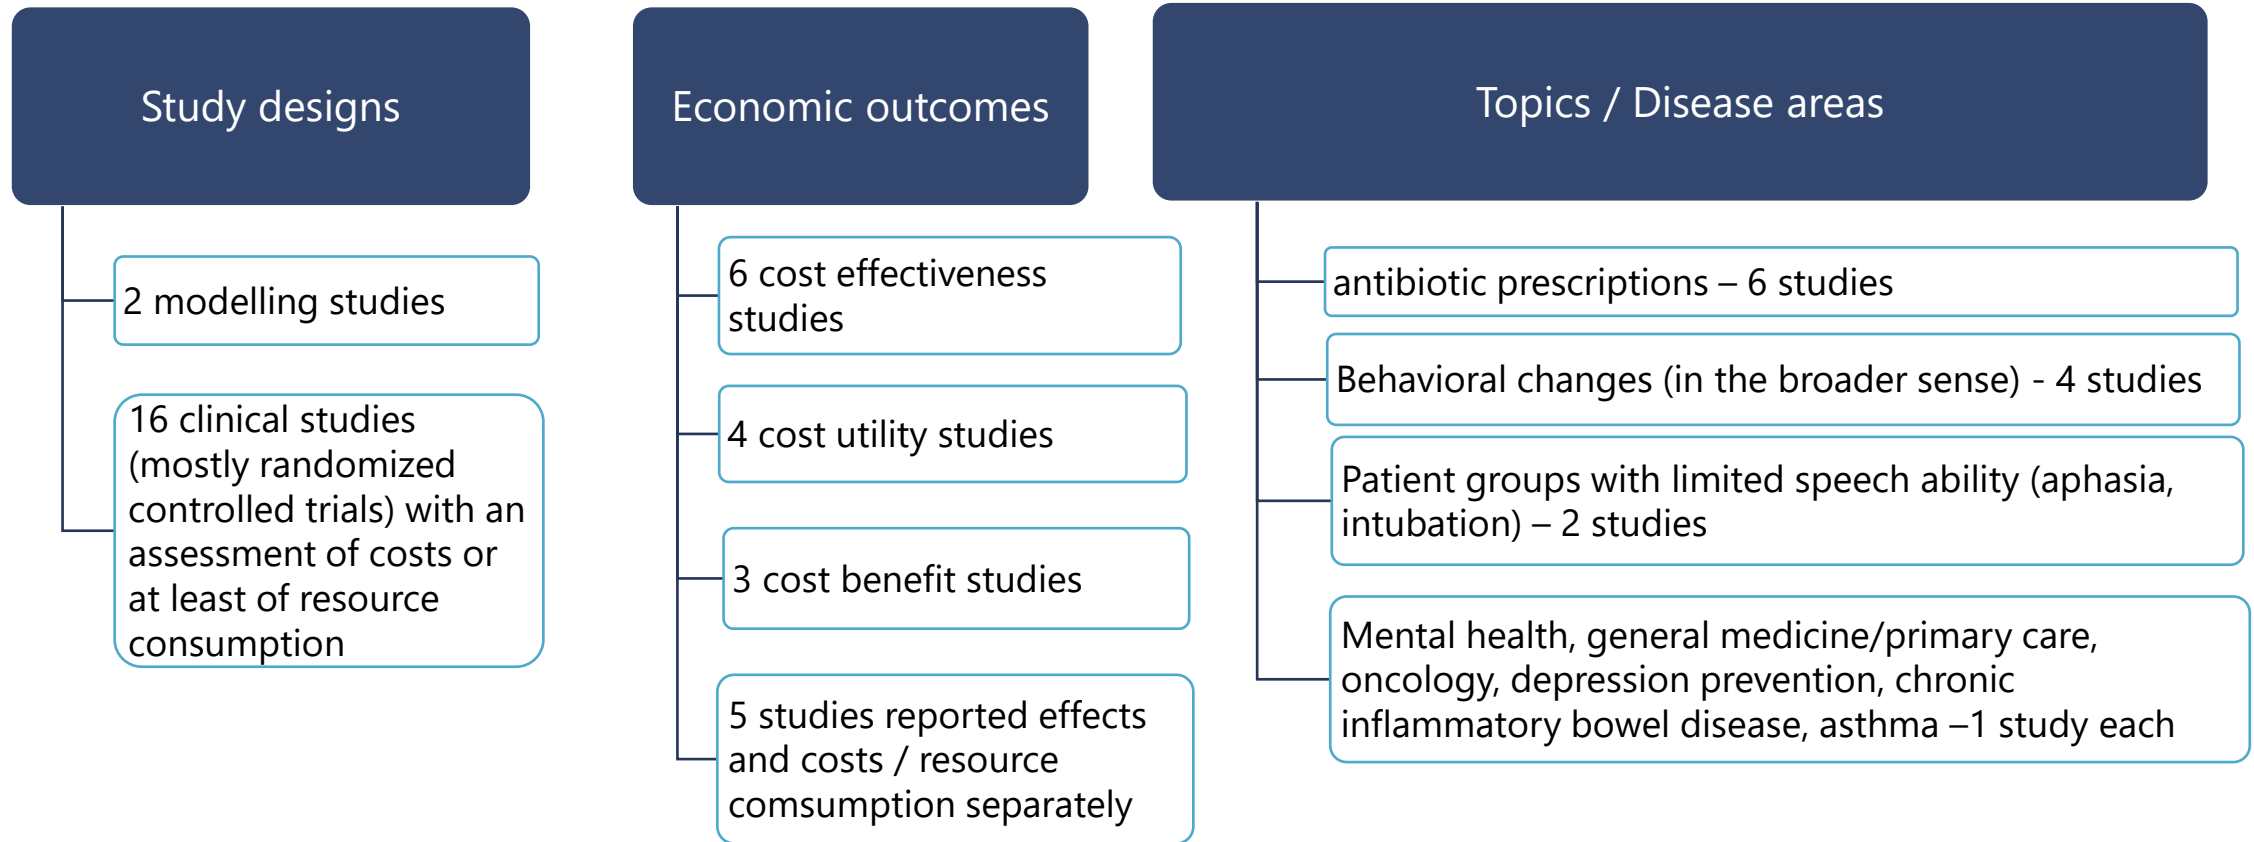 Study designs
2 modelling studies
16 clinical studies
(mostly randomized
controlled trials) with an
assessment of costs or
at least of resource
consumption
Economic outcomes
6 cost effectiveness
studies
4 cost utility studies
3 cost benefit studies
5 studies reported effects
and costs / resource
comsumption separately
Topics / Disease areas
antibiotic prescriptions – 6 studies
Behavioral changes (in the broader sense) - 4 studies
Patient groups with limited speech ability (aphasia,
intubation) – 2 studies
Mental health, general medicine/primary care,
oncology, depression prevention, chronic
inflammatory bowel disease, asthma –1 study each